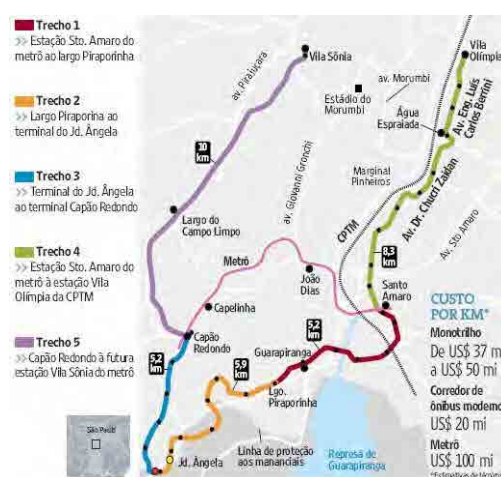 Trecho 1
>> Estação Sto. Amaro do
metrô ao largo Piraporinha
Trecho 2
>> Largo Piraporina ao
terminal do Jd. Ângela
Trecho 3
>> Terminal do Jd. Ângela
ao terminal Capão Redondo
Trecho 4
>> Estação Sto. Amaro do
metrô à estação Vila
Olímpia da CPTM
Trecho 5
>> Capão Redondo à futura
estação Vila Sônia do metrô
São Paulo
Vila Sônia
av. Pirajuçara
Estádio do
Morumbi
av. Morumbi
Vila
Olímpia
Água
Espraiada
Av. Eng. Luís
Carlos Berrini
10
km
av. Giovanni Gronchi
Marginal
Pinheiros
Av. Dr. Chucri Zaidan
Largo do
Campo Limpo
CPTM
Av. Sto Amaro
8,3
km
Metrô
João
Dias
Santo
Amaro
Capelinha
Capão
Redondo
5,2
km
Guarapiranga
5,2
km
5,9
km
Lgo.
Piraporinha
Jd. Ângela
Linha de proteção
aos mananciais
Represa de
Guarapiranga
CUSTO
POR KM*
Monotrilho
De US$ 37 m
a US$ 50 mi
Corredor de
ônibus moderno
US$ 20 mi
Metrô
US$ 100 mi
*Estimativas de